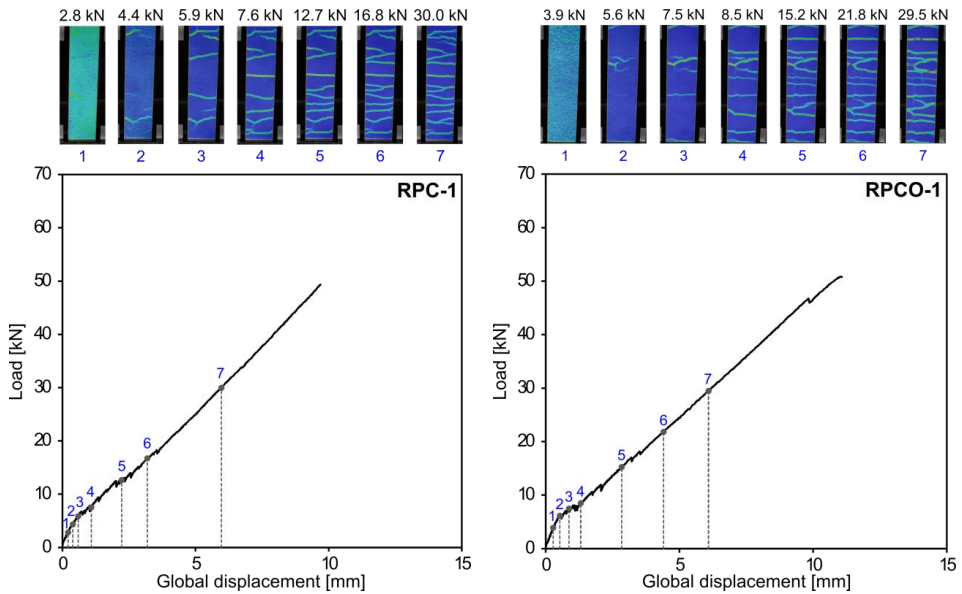 2.8 kN 4.4 kN 5.9 kN 7.6 kN 12.7 kN 16.8 kN 30.0 kN
1 2 3 4 5 6 7
RPC-1
70
60
50
40
30
20
10
0
Load [kN]
1 2 3 4 5 6 7
0 5 10 15
Global displacement [mm]
3.9 kN 5.6 kN 7.5 kN 8.5 kN 15.2 kN 21.8 kN 29.5 kN
1 2 3 4 5 6 7
RPCO-1
70
60
50
40
30
20
10
0
Load [kN]
1 2 3 4 5 6 7
0 5 10 15
Global displacement [mm]